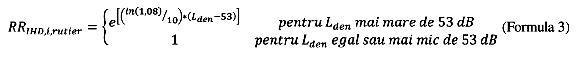 RR_IHD,i,rutier = { e^[(ln(1,08)/10)*(L_den−53)] pentru L_den mai mare de 53 dB
1 pentru L_den egal sau mai mic de 53 dB (Formula 3)